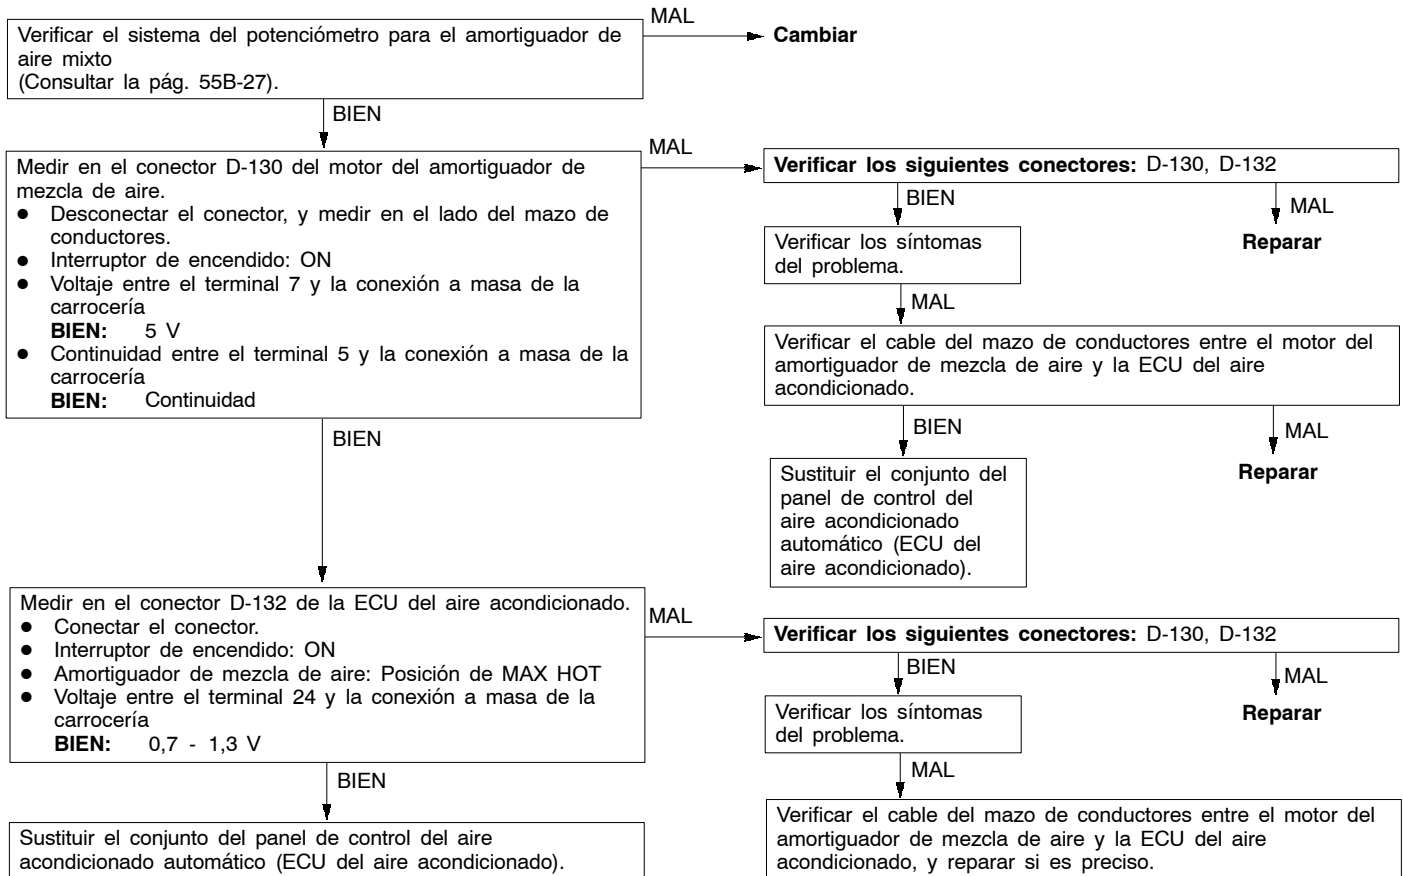 Verificar el sistema del potenciómetro para el amortiguador de
aire mixto
(Consultar la pág. 55B-27).
MAL
Cambiar
BIEN
Medir en el conector D-130 del motor del amortiguador de
mezcla de aire.
● Desconectar el conector, y medir en el lado del mazo de
conductores.
● Interruptor de encendido: ON
● Voltaje entre el terminal 7 y la conexión a masa de la
carrocería
BIEN: 5 V
● Continuidad entre el terminal 5 y la conexión a masa de la
carrocería
BIEN: Continuidad
MAL
Verificar los siguientes conectores: D-130, D-132
BIEN
MAL
Verificar los síntomas
del problema.
Reparar
MAL
Verificar el cable del mazo de conductores entre el motor del
amortiguador de mezcla de aire y la ECU del aire
acondicionado.
BIEN
MAL
Sustituir el conjunto del
panel de control del
aire acondicionado
automático (ECU del
aire acondicionado).
Reparar
BIEN
Medir en el conector D-132 de la ECU del aire acondicionado.
● Conectar el conector.
● Interruptor de encendido: ON
● Amortiguador de mezcla de aire: Posición de MAX HOT
● Voltaje entre el terminal 24 y la conexión a masa de la
carrocería
BIEN: 0,7 - 1,3 V
MAL
Verificar los siguientes conectores: D-130, D-132
BIEN
MAL
Verificar los síntomas
del problema.
Reparar
MAL
Verificar el cable del mazo de conductores entre el motor del
amortiguador de mezcla de aire y la ECU del aire
acondicionado, y reparar si es preciso.
BIEN
Sustituir el conjunto del panel de control del aire
acondicionado automático (ECU del aire acondicionado).